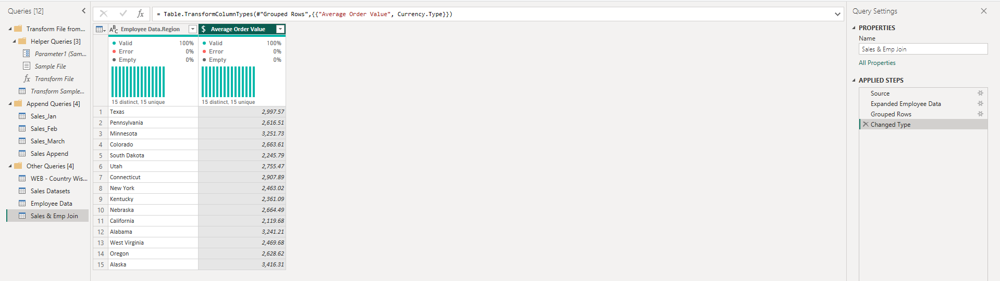 Queries [12]
Transform File from...
Helper Queries [3]
Parameter1 (Sam...
Sample File
fx Transform File
Transform Sample...
Append Queries [4]
Sales_Jan
Sales_Feb
Sales_March
Sales Append
Other Queries [4]
WEB - Country Wis...
Sales Datasets
Employee Data
Sales & Emp Join
fx = Table.TransformColumnTypes(#"Grouped Rows",{{"Average Order Value", Currency.Type}})
ABC Employee Data.Region $ Average Order Value
Valid 100% Valid 100%
Error 0% Error 0%
Empty 0% Empty 0%
15 distinct, 15 unique 15 distinct, 15 unique
1 Texas 2,997.57
2 Pennsylvania 2,616.51
3 Minnesota 3,251.73
4 Colorado 2,663.61
5 South Dakota 2,245.79
6 Utah 2,755.47
7 Connecticut 2,907.89
8 New York 2,463.02
9 Kentucky 2,361.09
10 Nebraska 2,664.49
11 California 2,119.68
12 Alabama 3,241.21
13 West Virginia 2,469.68
14 Oregon 2,628.62
15 Alaska 3,416.31
Query Settings
PROPERTIES
Name
Sales & Emp Join
All Properties
APPLIED STEPS
Source
Expanded Employee Data
Grouped Rows
Changed Type